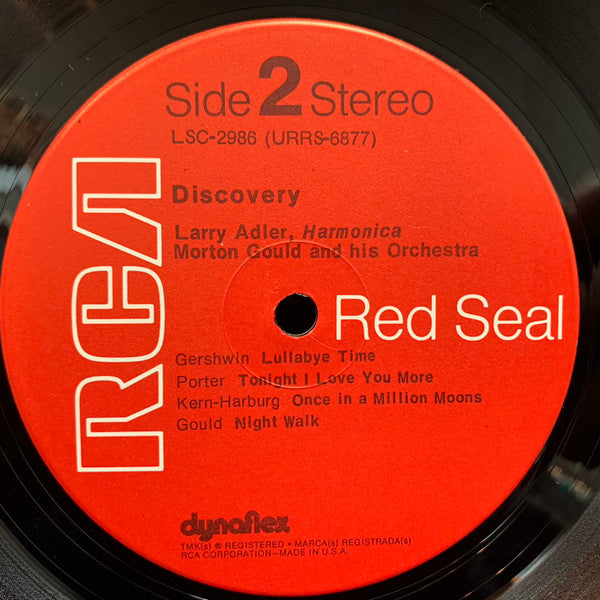 Side 2 Stereo
LSC-2986 (URRS-6877)
Discovery
Larry Adler, Harmonica
Morton Gould and his Orchestra
RCA
Red Seal
Gershwin Lullabye Time
Porter Tonight I Love You More
Kern-Harburg Once in a Million Moons
Gould Night Walk
dynaflex
TMK(s) ® REGISTERED • MARCA(s) REGISTRADA(s)
RCA CORPORATION–MADE IN U.S.A.